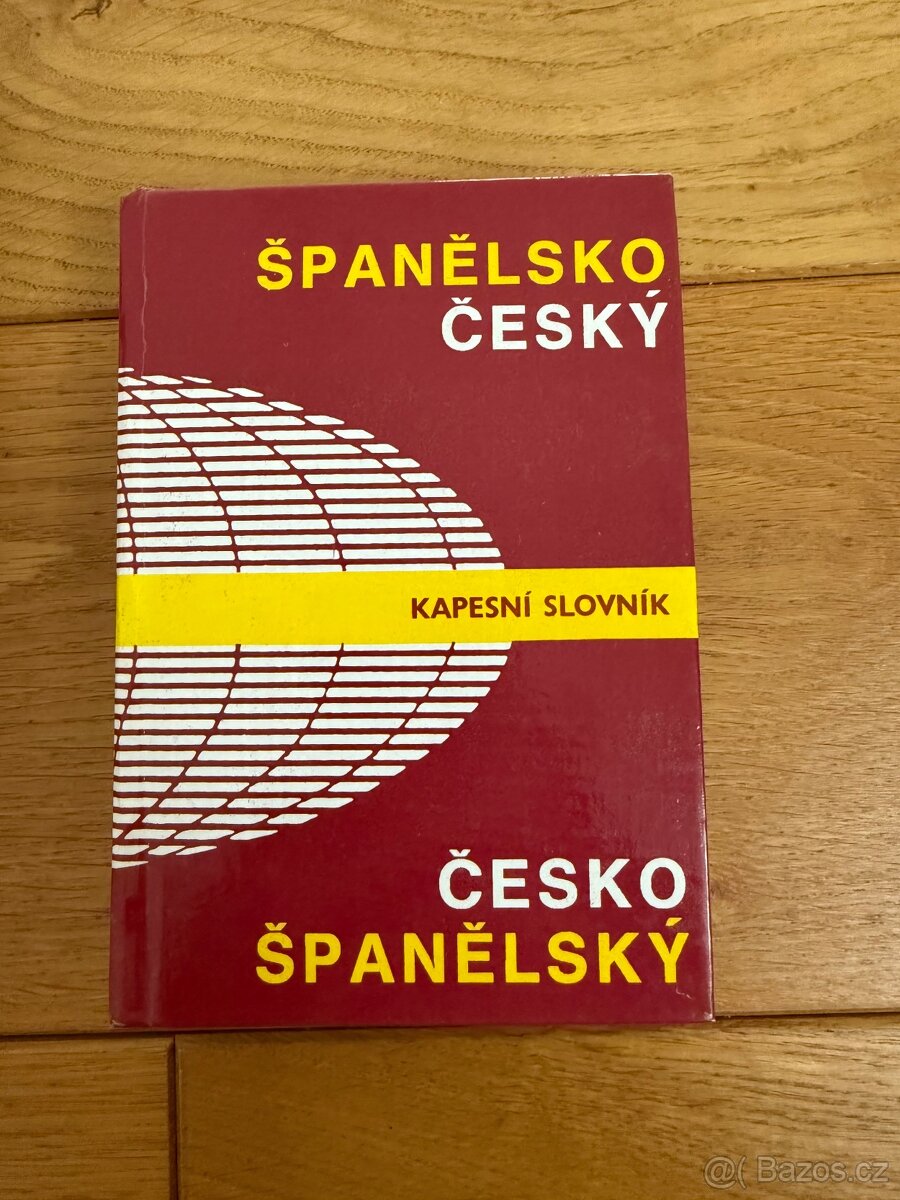 ŠPANĚLSKO
ČESKÝ
KAPESNÍ SLOVNÍK
ČESKO
ŠPANĚLSKÝ
@( Bazos.cz